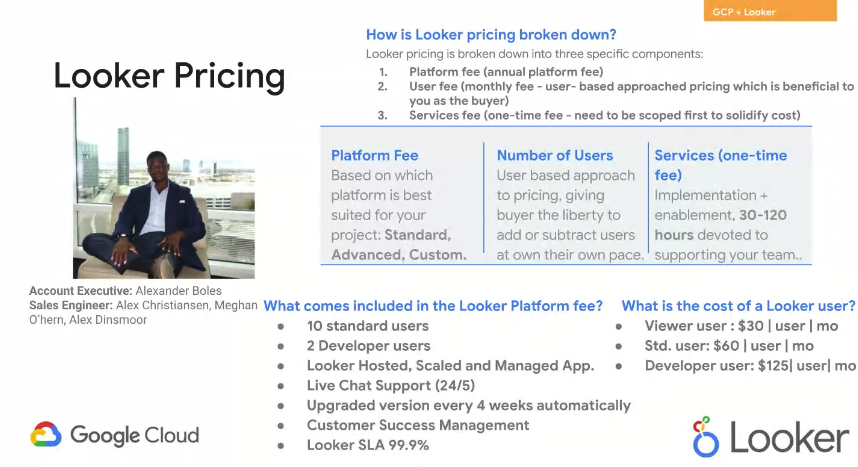 GCP + Looker
Looker Pricing
How is Looker pricing broken down?
Looker pricing is broken down into three specific components:
1. Platform fee (annual platform fee)
2. User fee (monthly fee - user- based approached pricing which is beneficial to
you as the buyer)
3. Services fee (one-time fee - need to be scoped first to solidify cost)
Platform Fee
Based on which
platform is best
suited for your
project: Standard,
Advanced, Custom.
Number of Users
User based approach
to pricing, giving
buyer the liberty to
add or subtract users
at own their own pace.
Services (one-time
fee)
Implementation +
enablement, 30-120
hours devoted to
supporting your team..
Account Executive: Alexander Boles
Sales Engineer: Alex Christiansen, Meghan
O'hern, Alex Dinsmoor
What comes included in the Looker Platform fee?
● 10 standard users
● 2 Developer users
● Looker Hosted, Scaled and Managed App.
● Live Chat Support (24/5)
● Upgraded version every 4 weeks automatically
● Customer Success Management
● Looker SLA 99.9%
What is the cost of a Looker user?
● Viewer user : $30 | user | mo
● Std. user: $60 | user | mo
● Developer user: $125| user| mo
Google Cloud
Looker